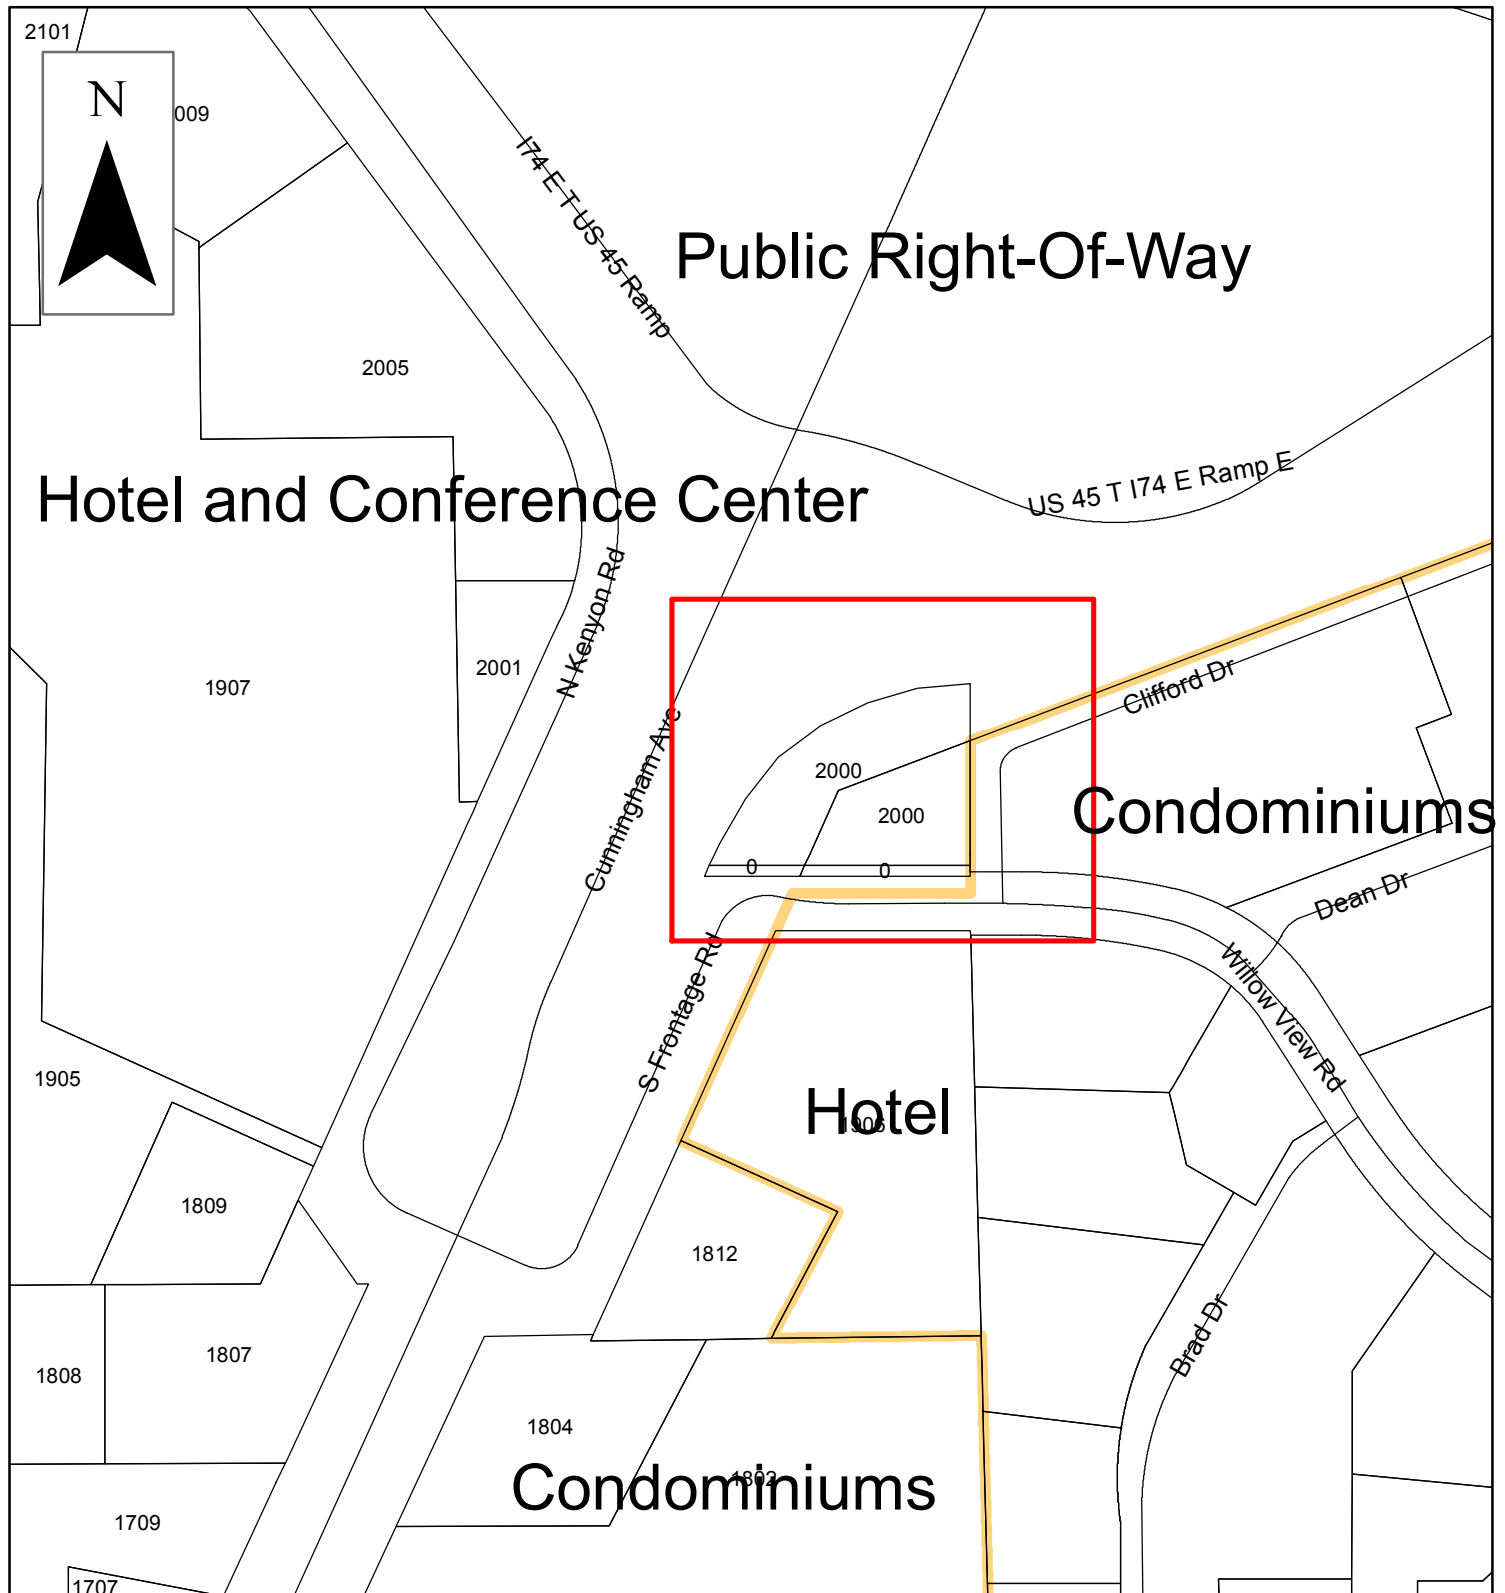 2101
N
009
I74 E T US 45 Ramp
Public Right-Of-Way
2005
US 45 T I74 E Ramp E
Hotel and Conference Center
N Kenyon Rd
2001
1907
Clifford Dr
Cunningham Ave
2000
2000
Condominiums
0
0
Dean Dr
S Frontage Rd
Willow View Rd
1905
Hotel
1906
1809
1812
Brad Dr
1807
1808
1804
1802
Condominiums
1709
1707